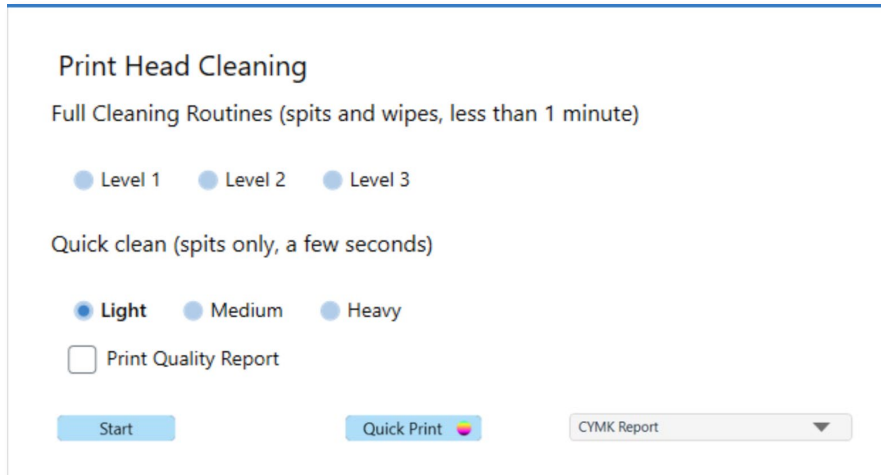 Print Head Cleaning
Full Cleaning Routines (spits and wipes, less than 1 minute)
Level 1 Level 2 Level 3
Quick clean (spits only, a few seconds)
Light Medium Heavy
Print Quality Report
Start Quick Print CYMK Report